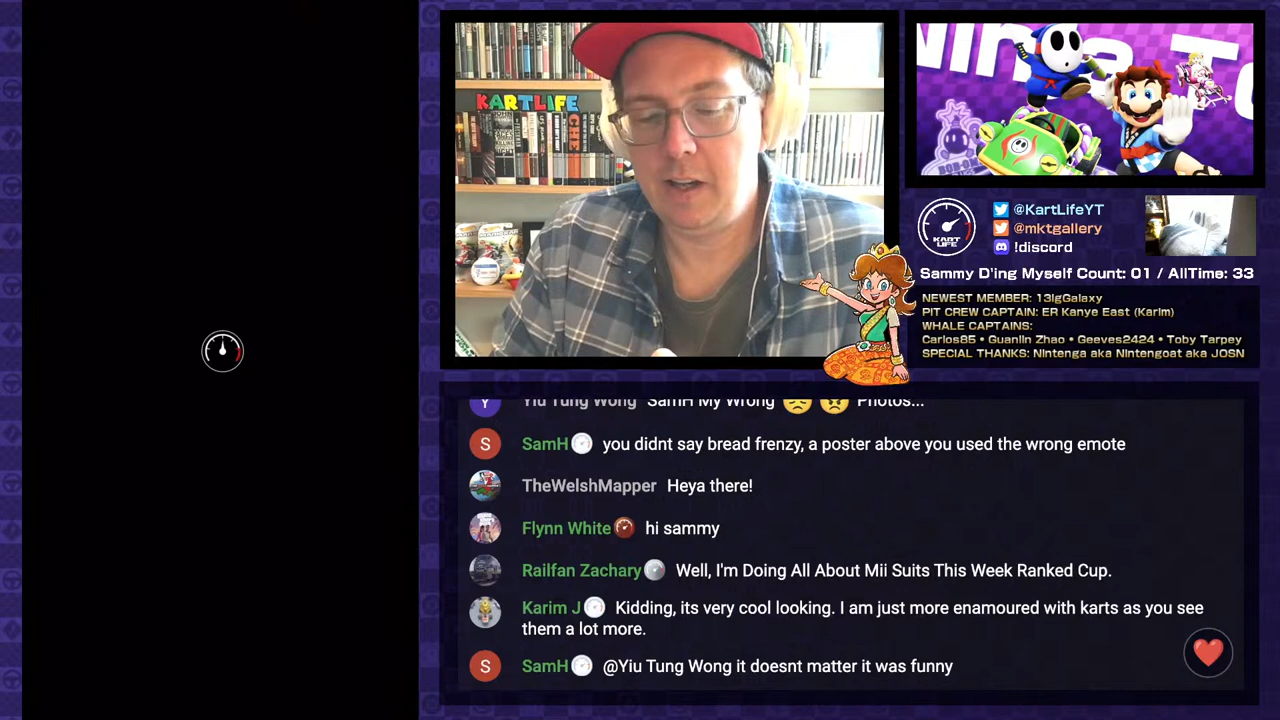 KARTLIFE
Ninja To
@KartLifeYT
@mktgallery
!discord
KART
LIFE
Sammy D'ing Myself Count: 01 / AllTime: 33
NEWEST MEMBER: 13lgGalaxy
PIT CREW CAPTAIN: ER Kanye East (Karim)
WHALE CAPTAINS:
Carlos85 • Guanlin Zhao • Geeves2424 • Toby Tarpey
SPECIAL THANKS: Nintenga aka Nintengoat aka JOSN
Y
Yiu Tung Wong SamH My Wrong 😞 😠 Photos...
S
SamH you didnt say bread frenzy, a poster above you used the wrong emote
TheWelshMapper Heya there!
Flynn White hi sammy
Railfan Zachary Well, I'm Doing All About Mii Suits This Week Ranked Cup.
Karim J Kidding, its very cool looking. I am just more enamoured with karts as you see
them a lot more.
S
SamH @Yiu Tung Wong it doesnt matter it was funny